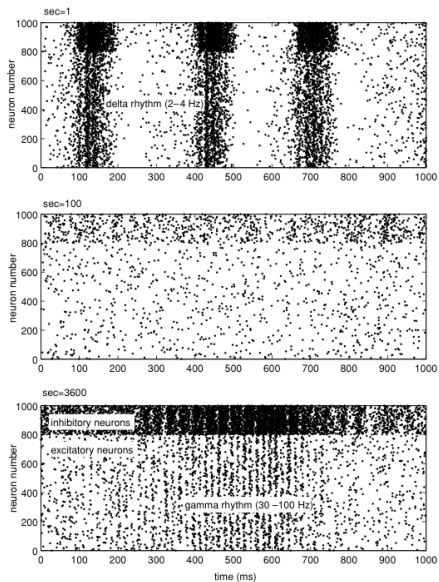 sec=1
1000
800
600
400
200
0
neuron number
delta rhythm (2–4 Hz)
0 100 200 300 400 500 600 700 800 900 1000
sec=100
1000
800
600
400
200
0
neuron number
0 100 200 300 400 500 600 700 800 900 1000
sec=3600
1000
800
600
400
200
0
neuron number
inhibitory neurons
excitatory neurons
gamma rhythm (30 –100 Hz)
0 100 200 300 400 500 600 700 800 900 1000
time (ms)